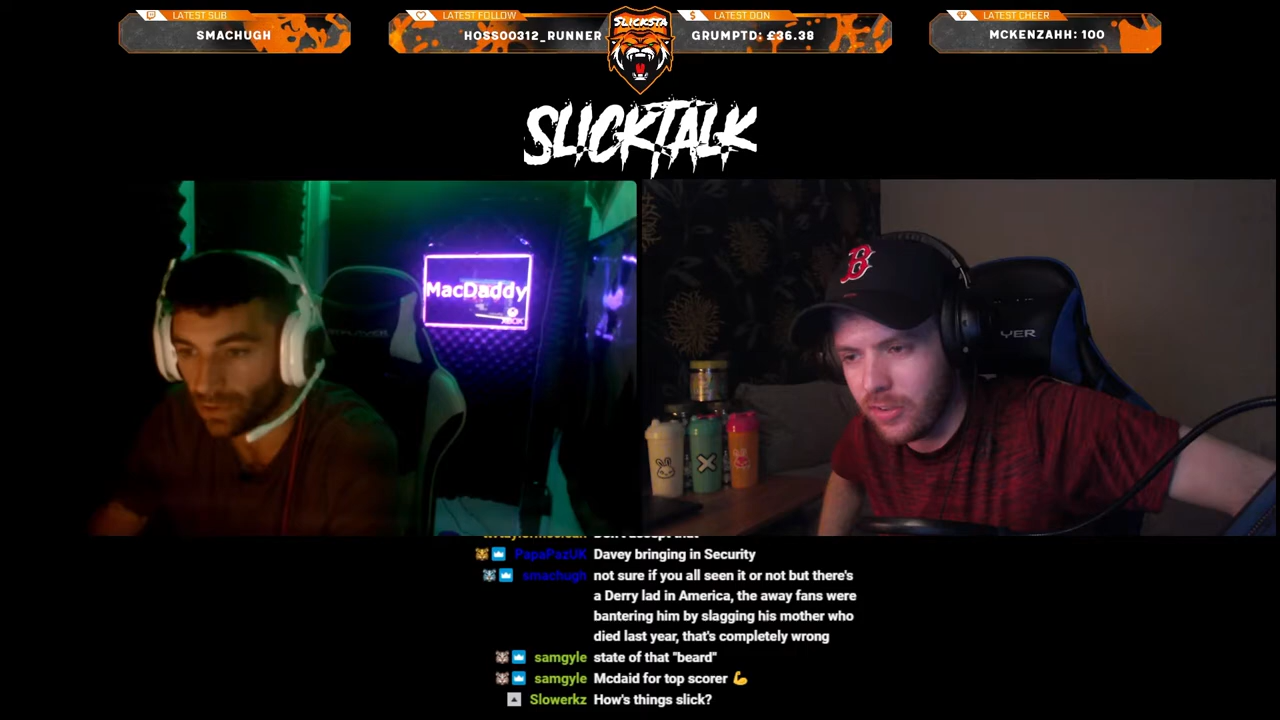 LATEST SUB
SMACHUGH
LATEST FOLLOW
HOSS00312_RUNNER
SLICKSTA
LATEST DON
GRUMPTD: £36.38
LATEST CHEER
MCKENZAHH: 100
SLICKTALK
MacDaddy
XBOX
B
YER
PapaPazUK Davey bringing in Security
smachugh not sure if you all seen it or not but there's
a Derry lad in America, the away fans were
bantering him by slagging his mother who
died last year, that's completely wrong
samgyle state of that "beard"
samgyle Mcdaid for top scorer 💪
Slowerkz How's things slick?